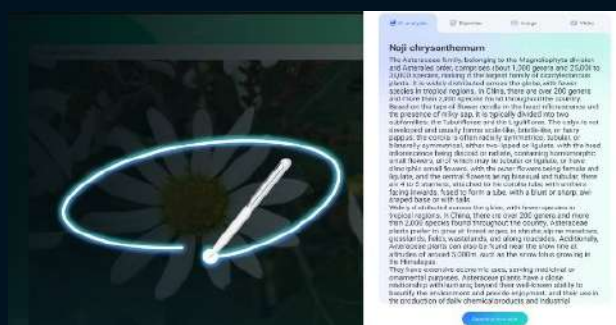 AI analysis Overview Image Video
Noji chrysanthemum
The Asteraceae family, belonging to the Magnoliophyta division
and Asterales order, comprises about 1,000 genera and 25,000 to
30,000 species, making it the largest family of dicotyledonous
plants. It is widely distributed across the globe, with fewer
species in tropical regions. In China, there are over 200 genera
and more than 2,000 species found throughout the country.
Based on the type of flower corolla in the head inflorescence and
the presence of milky sap, it is typically divided into two
subfamilies: the Tubuliflorae and the Liguliflorae. The calyx is not
developed and usually forms scale-like, bristle-like, or hairy
pappus; the corolla is often radially symmetrical, tubular, or
bilaterally symmetrical, either two-lipped or ligulate, with the head
inflorescence being discoid or radiate, containing homomorphic
small flowers, all of which may be tubular or ligulate, or have
dimorphic small flowers, with the outer flowers being female and
ligulate, and the central flowers being bisexual and tubular; there
are 4 to 5 stamens, attached to the corolla tube with anthers
facing inwards, fused to form a tube, with a blunt or sharp, awl
shaped base or with tails
Widely distributed across the globe, with fewer species in
tropical regions. In China, there are over 200 genera and more
than 2,000 species found throughout the country. Asteraceae
plants prefer to grow at forest edges, in shrubs, alpine meadows,
grasslands, fields, wastelands, and along roadsides. Additionally,
Asteraceae plants can also be found near the snow line at
altitudes of around 5,000m, such as the snow lotus growing in
the Himalayas.
They have extensive economic uses, serving medicinal or
ornamental purposes. Asteraceae plants have a close
relationship with humans; beyond their well-known ability to
beautify the environment and provide enjoyment, and their use in
the production of daily chemical products and industrial